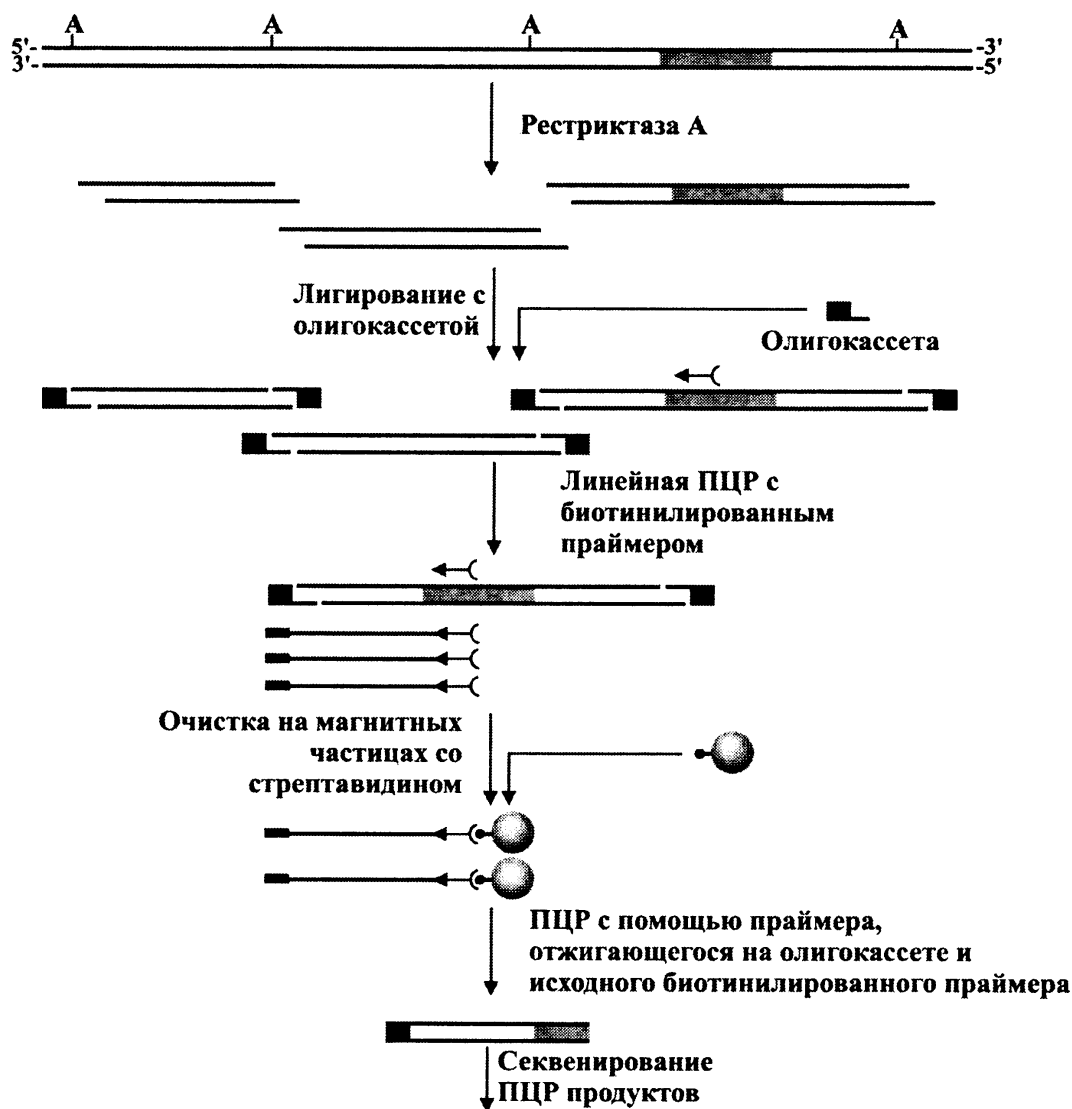 А А А А
5'- -3'
3'- -5'
Рестриктаза А
Лигирование с
олигокассетой
Олигокассета
Линейная ПЦР с
биотинилированным
праймером
Очистка на магнитных
частицах со
стрептавидином
ПЦР с помощью праймера,
отжигающегося на олигокассете и
исходного биотинилированного праймера
Секвенирование
ПЦР продуктов